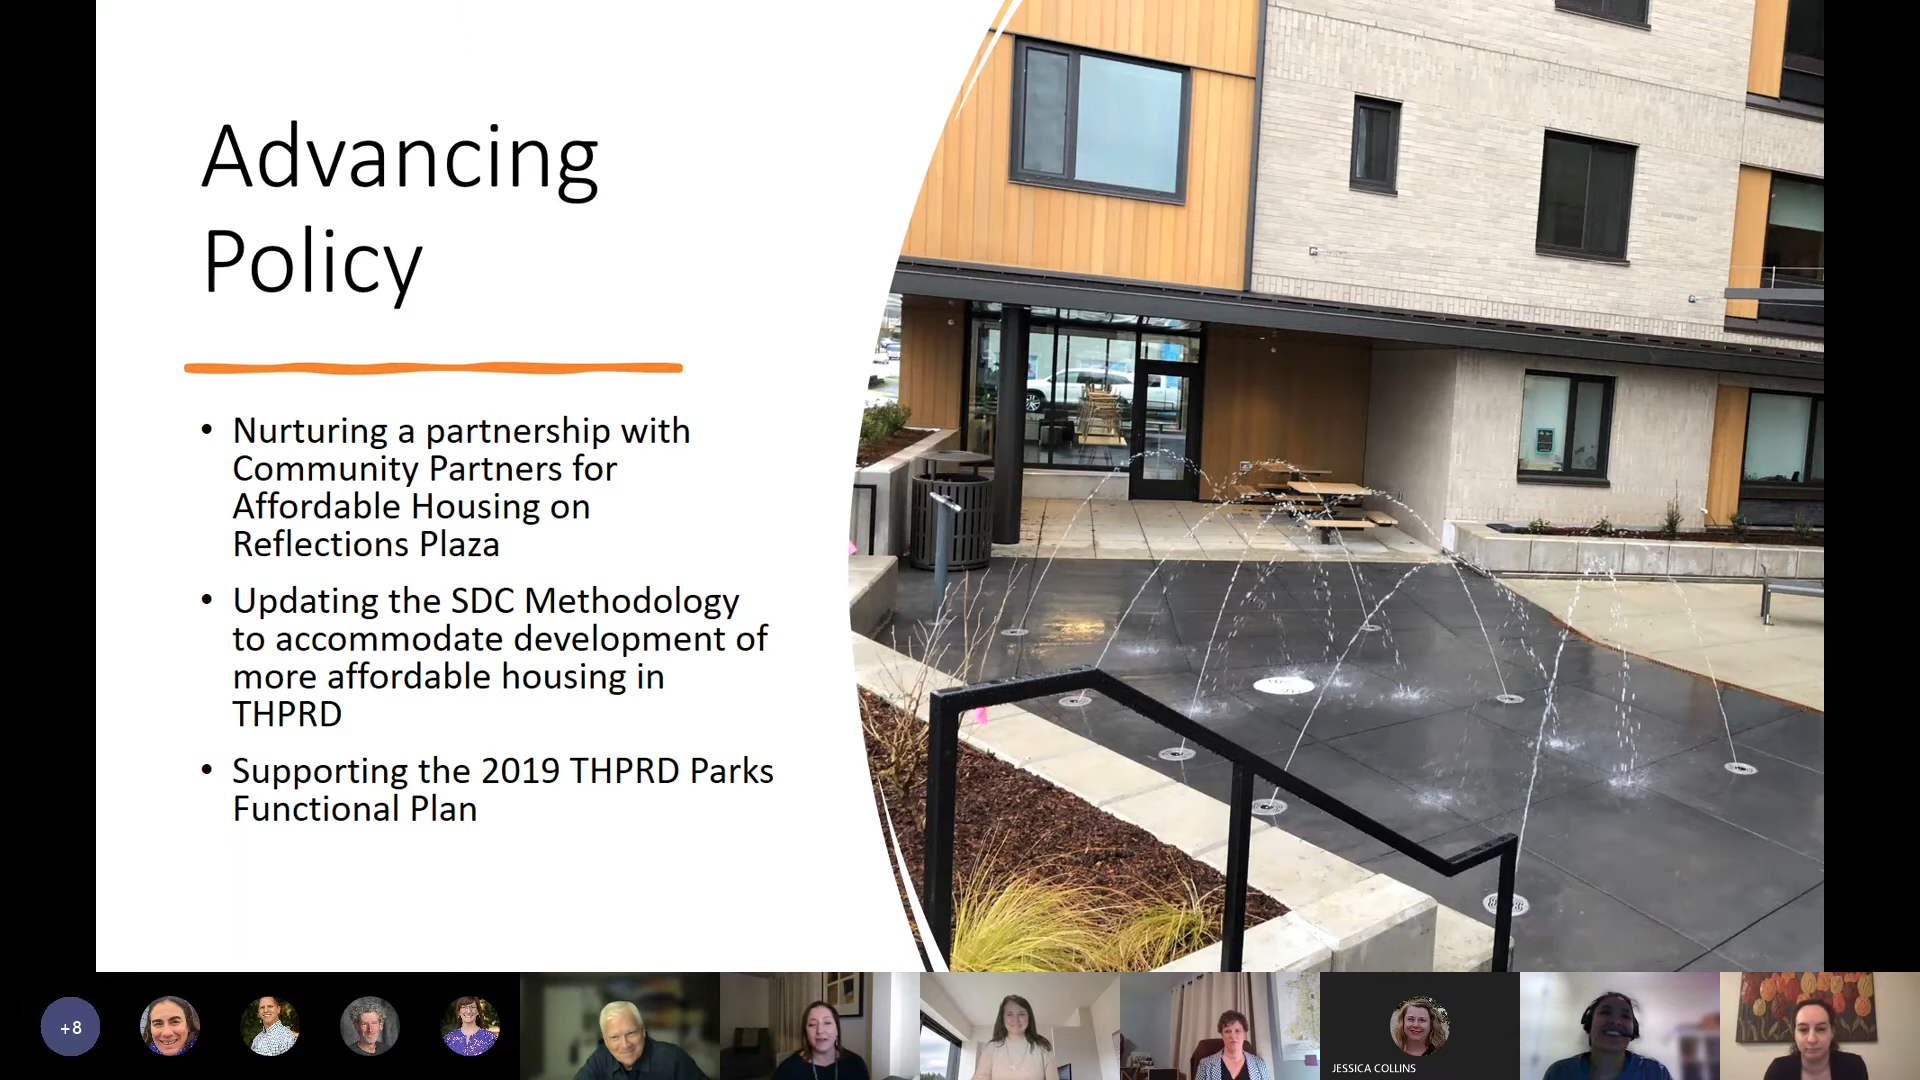 Advancing
Policy
• Nurturing a partnership with
Community Partners for
Affordable Housing on
Reflections Plaza
• Updating the SDC Methodology
to accommodate development of
more affordable housing in
THPRD
• Supporting the 2019 THPRD Parks
Functional Plan
+8
JESSICA COLLINS